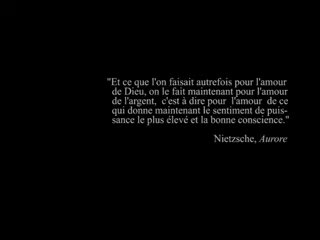 "Et ce que l'on faisait autrefois pour l'amour
de Dieu, on le fait maintenant pour l'amour
de l'argent, c'est à dire pour l'amour de ce
qui donne maintenant le sentiment de puis-
sance le plus élevé et la bonne conscience."
Nietzsche, Aurore